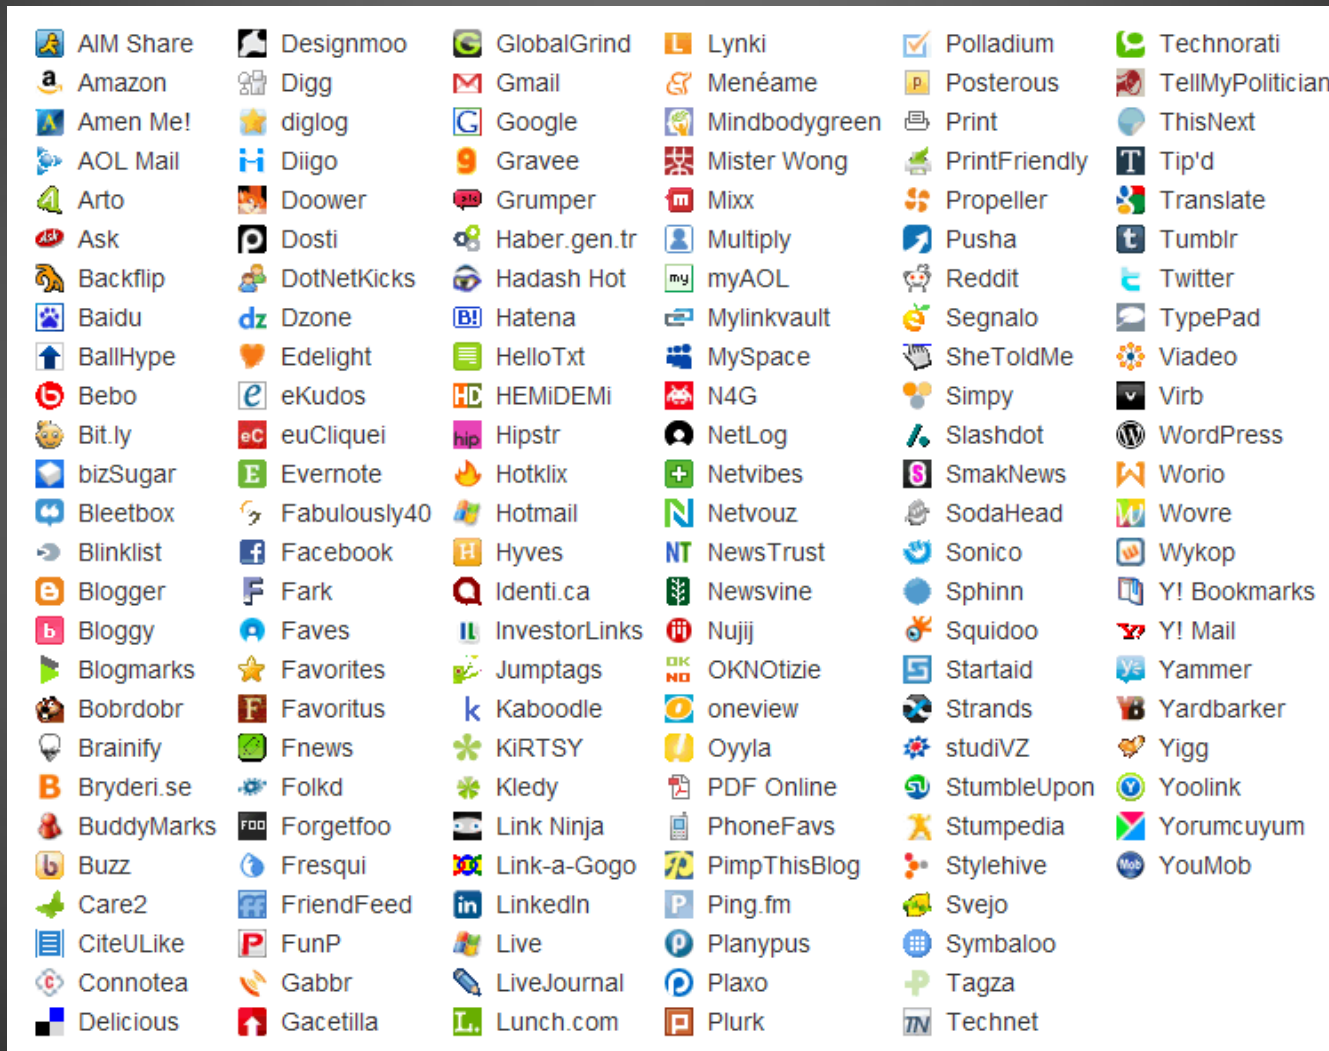 AIM Share
Amazon
Amen Me!
AOL Mail
Arto
Ask
Backflip
Baidu
BallHype
Bebo
Bit.ly
bizSugar
Bleetbox
Blinklist
Blogger
Bloggy
Blogmarks
Bobrdobr
Brainify
Bryderi.se
BuddyMarks
Buzz
Care2
CiteULike
Connotea
Delicious
Designmoo
Digg
diglog
Diigo
Doower
Dosti
DotNetKicks
Dzone
Edelight
eKudos
euCliquei
Evernote
Fabulously40
Facebook
Fark
Faves
Favorites
Favoritus
Fnews
Folkd
Forgetfoo
Fresqui
FriendFeed
FunP
Gabbr
Gacetilla
GlobalGrind
Gmail
Google
Gravee
Grumper
Haber.gen.tr
Hadash Hot
Hatena
HelloTxt
HEMiDEMi
Hipstr
Hotklix
Hotmail
Hyves
Identi.ca
InvestorLinks
Jumptags
Kaboodle
KiRTSY
Kledy
Link Ninja
Link-a-Gogo
LinkedIn
Live
LiveJournal
Lunch.com
Lynki
Menéame
Mindbodygreen
Mister Wong
Mixx
Multiply
myAOL
Mylinkvault
MySpace
N4G
NetLog
Netvibes
Netvouz
NewsTrust
Newsvine
Nujij
OKNOtizie
oneview
Oyyla
PDF Online
PhoneFavs
PimpThisBlog
Ping.fm
Planypus
Plaxo
Plurk
Polladium
Posterous
Print
PrintFriendly
Propeller
Pusha
Reddit
Segnalo
SheToldMe
Simpy
Slashdot
SmakNews
SodaHead
Sonico
Sphinn
Squidoo
Startaid
Strands
studiVZ
StumbleUpon
Stumpedia
Stylehive
Svejo
Symbaloo
Tagza
Technet
Technorati
TellMyPolitician
ThisNext
Tip'd
Translate
Tumblr
Twitter
TypePad
Viadeo
Virb
WordPress
Worio
Wovre
Wykop
Y! Bookmarks
Y! Mail
Yammer
Yardbarker
Yigg
Yoolink
Yorumcuyum
YouMob